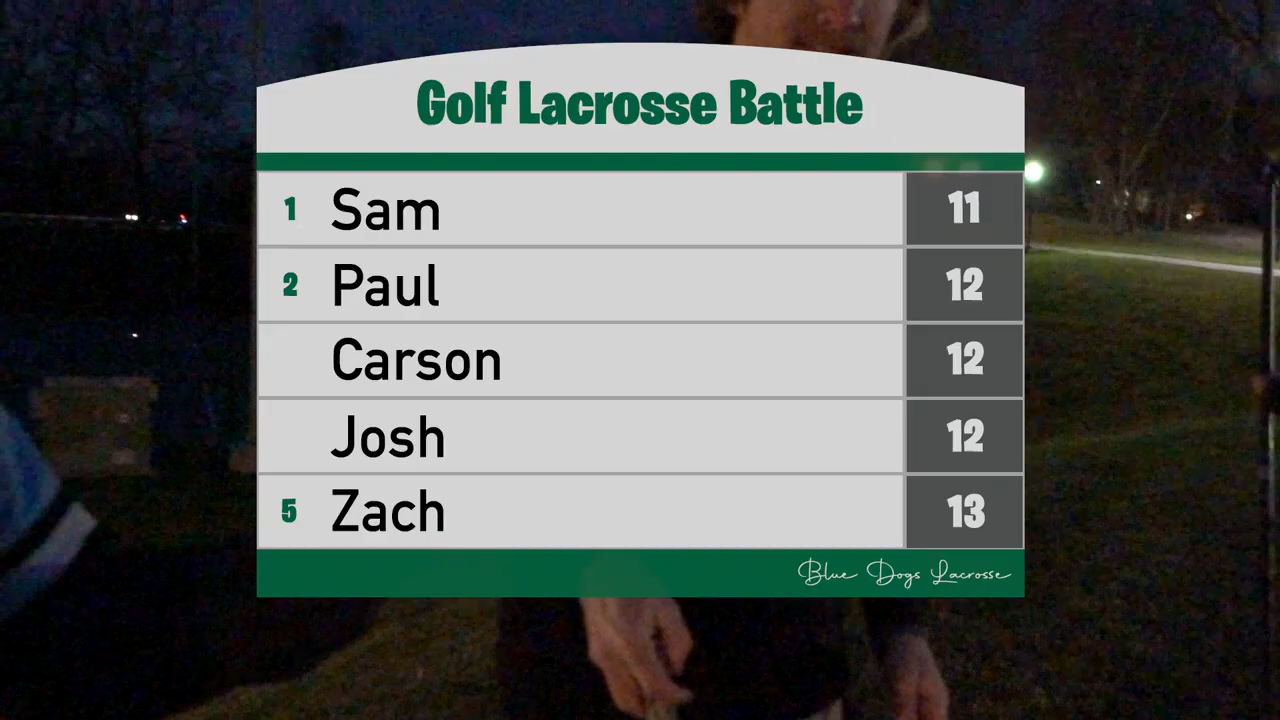 Golf Lacrosse Battle
1 Sam 11
2 Paul 12
Carson 12
Josh 12
5 Zach 13
Blue Dogs Lacrosse